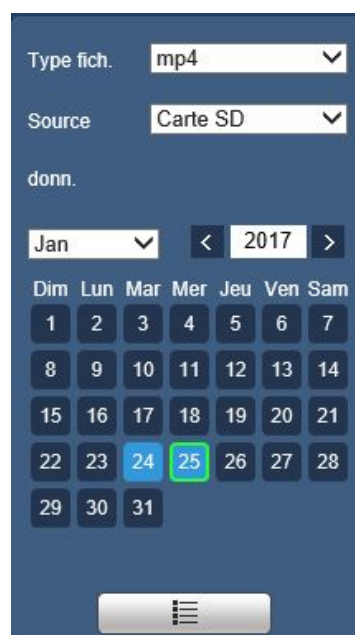 Type fich. mp4
Source Carte SD
donn.
Jan < 2017 >
Dim Lun Mar Mer Jeu Ven Sam
1 2 3 4 5 6 7
8 9 10 11 12 13 14
15 16 17 18 19 20 21
22 23 24 25 26 27 28
29 30 31